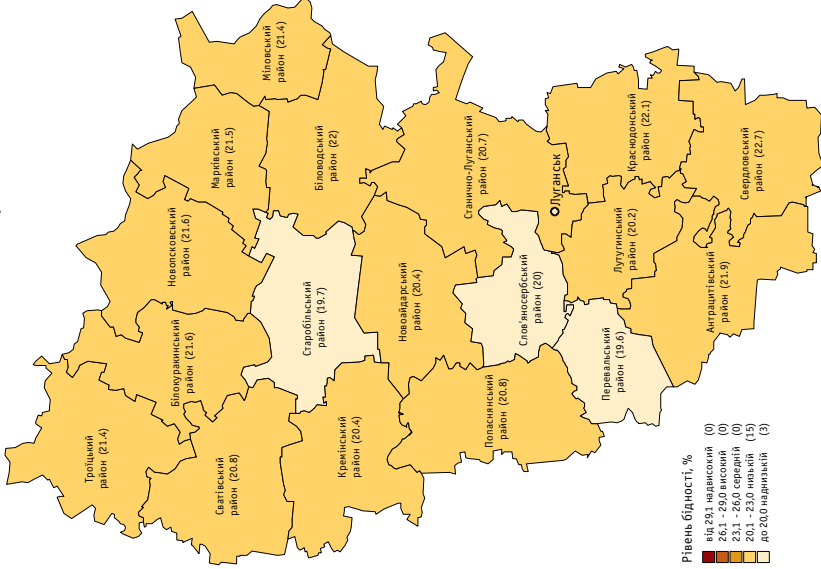 Троїцький
район (21.4)
Сватівський
район (20.8)
Білокуракинський
район (21.6)
Новопсковський
район (21.6)
Марківський
район (21.5)
Міловський
район (21.4)
Біловодський
район (22)
Старобільський
район (19.7)
Кремінський
район (20.4)
Новоайдарський
район (20.4)
Станично-Луганський
район (20.7)
Попаснянський
район (20.8)
Слов'яносербський
район (20)
Луганськ
Перевальський
район (19.6)
Лутугинський
район (20.2)
Краснодонський
район (22.1)
Антрацитівський
район (21.9)
Свердловський
район (22.7)
Рівень бідності, %
від 29,1 надвисокий (0)
26,1 - 29,0 високий (0)
23,1 - 26,0 середній (0)
20,1 - 23,0 низькій (15)
до 20,0 наднизькій (3)